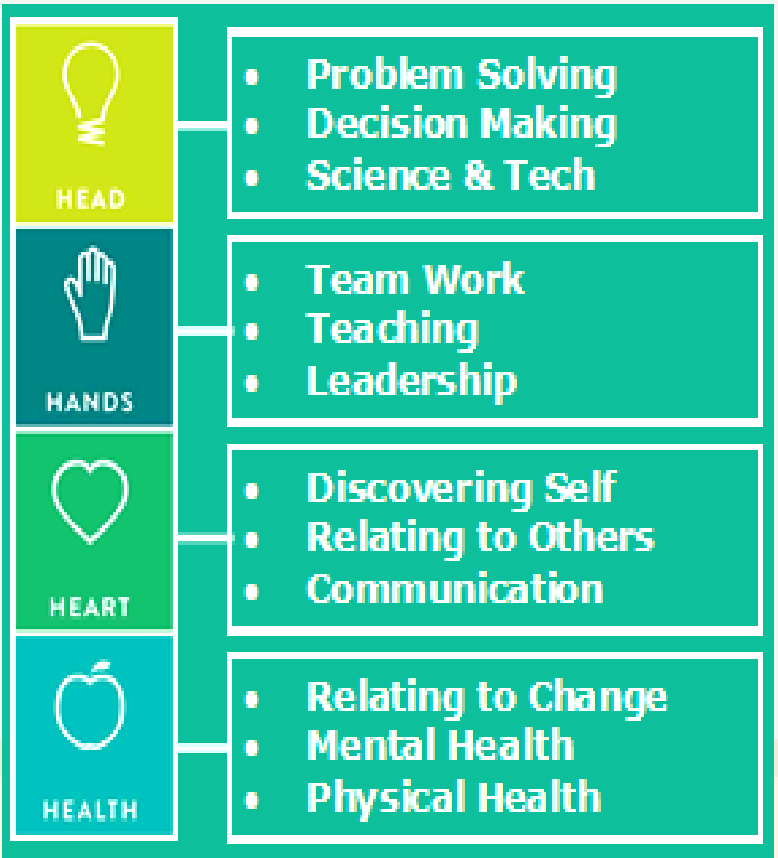 HEAD
• Problem Solving
• Decision Making
• Science & Tech
HANDS
• Team Work
• Teaching
• Leadership
HEART
• Discovering Self
• Relating to Others
• Communication
HEALTH
• Relating to Change
• Mental Health
• Physical Health